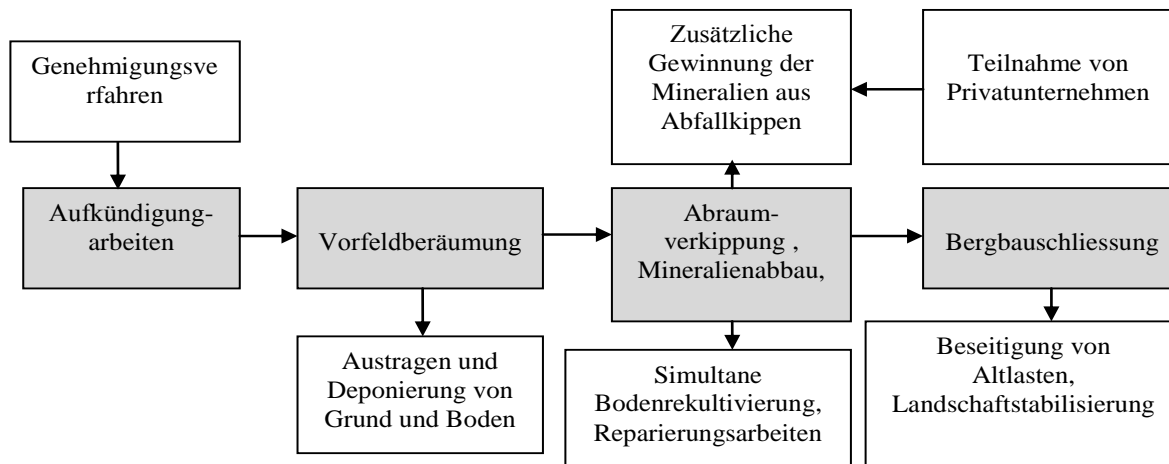 Genehmigungsve
rfahren
Zusätzliche
Gewinnung der
Mineralien aus
Abfallkippen
Teilnahme von
Privatunternehmen
Aufkündigung-
arbeiten
Vorfeldberäumung
Abraum-
verkippung ,
Mineralienabbau,
Bergbauschliessung
Austragen und
Deponierung von
Grund und Boden
Simultane
Bodenrekultivierung,
Reparierungsarbeiten
Beseitigung von
Altlasten,
Landschaftstabilisierung